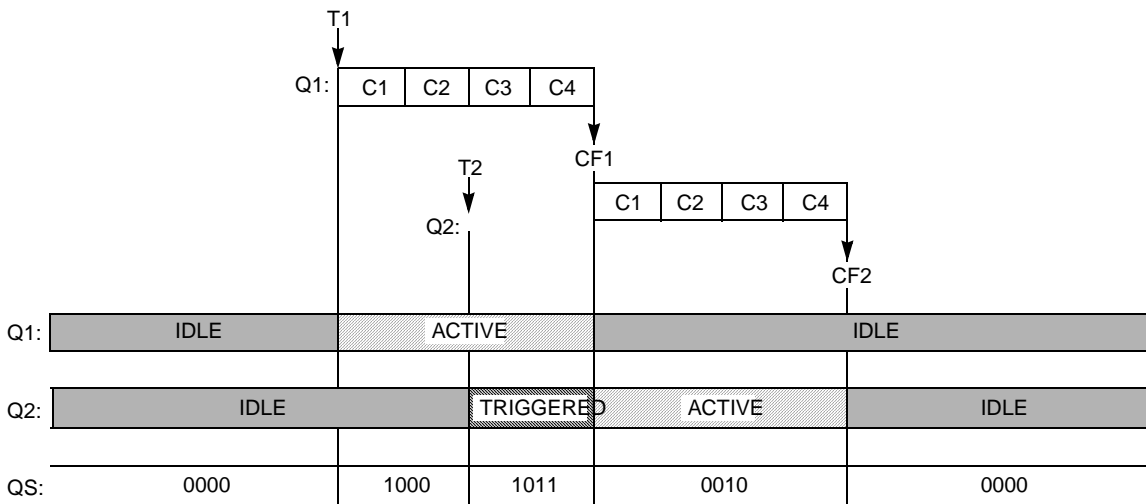 T1
Q1: C1 C2 C3 C4
CF1
T2
C1 C2 C3 C4
Q2:
CF2
Q1: IDLE ACTIVE IDLE
Q2: IDLE TRIGGERED ACTIVE IDLE
QS: 0000 1000 1011 0010 0000